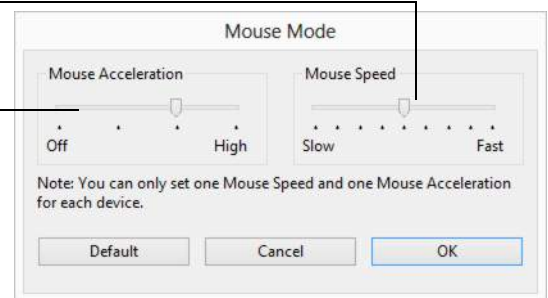 Mouse Mode
Mouse Acceleration
Mouse Speed
Off High
Slow Fast
Note: You can only set one Mouse Speed and one Mouse Acceleration
for each device.
Default Cancel OK